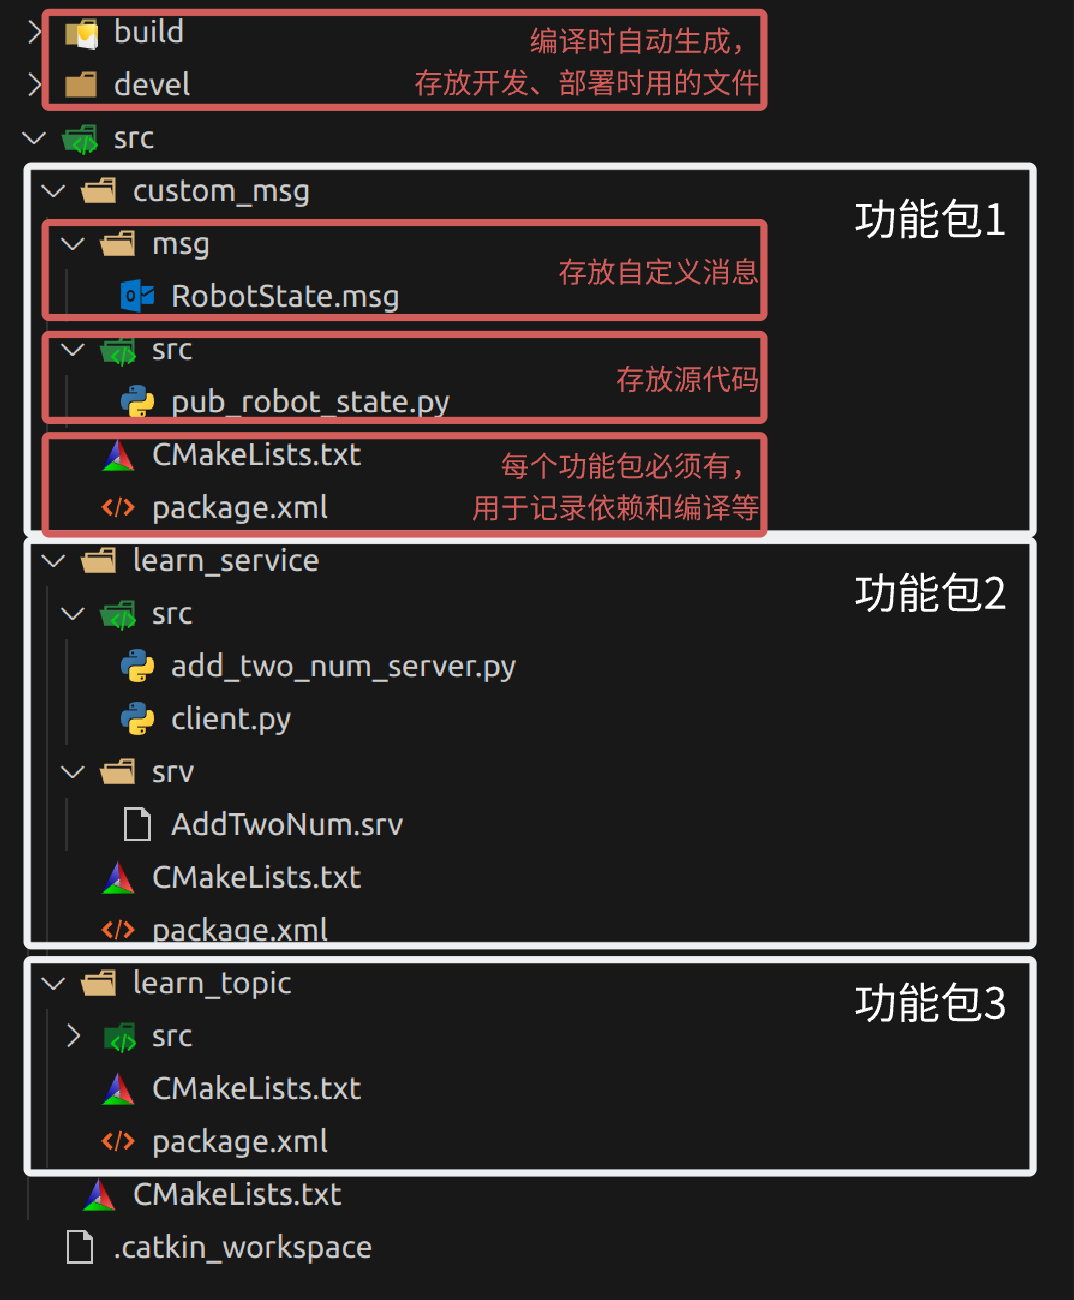 build
编译时自动生成，
devel
存放开发、部署时用的文件
src
custom_msg
功能包1
msg
存放自定义消息
RobotState.msg
src
存放源代码
pub_robot_state.py
CMakeLists.txt
每个功能包必须有，
package.xml
用于记录依赖和编译等
learn_service
功能包2
src
add_two_num_server.py
client.py
srv
AddTwoNum.srv
CMakeLists.txt
package.xml
learn_topic
功能包3
src
CMakeLists.txt
package.xml
CMakeLists.txt
.catkin_workspace